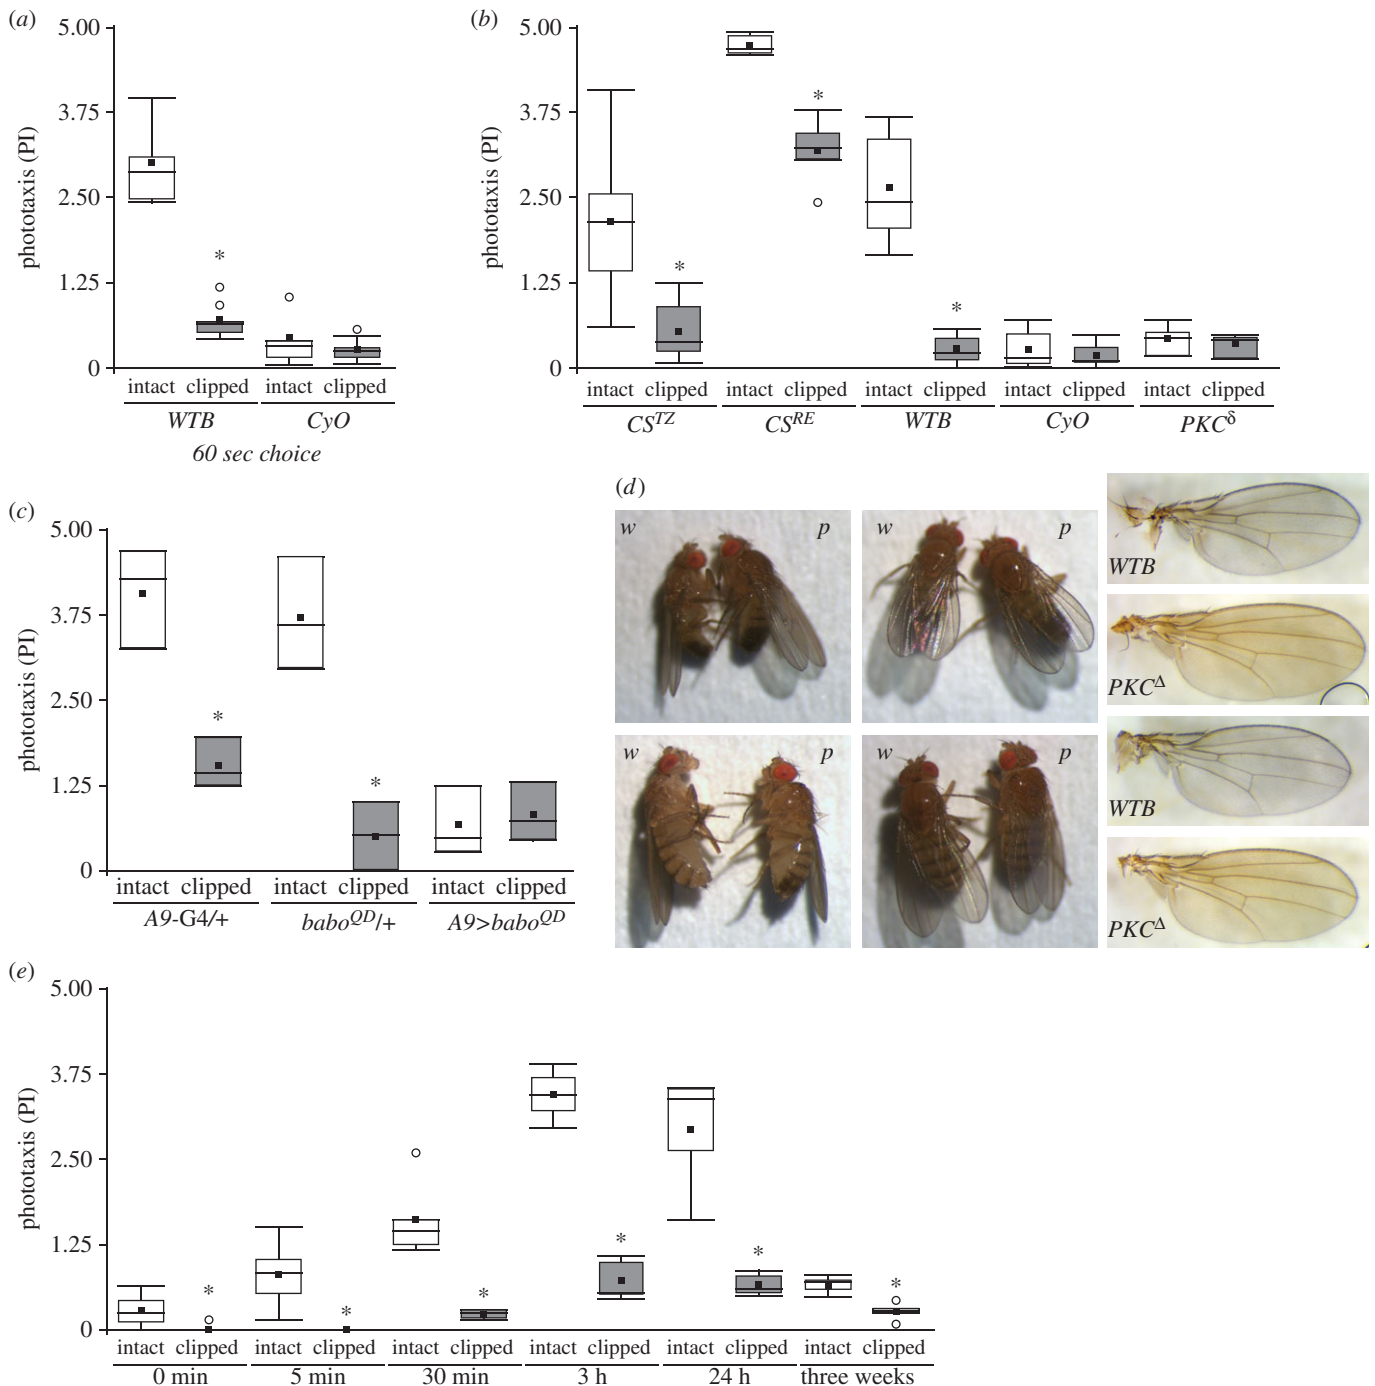 (a)
5.00
3.75
2.50
1.25
0
phototaxis (PI)
*
intact clipped intact clipped
WTB CyO
60 sec choice
(b)
5.00
3.75
2.50
1.25
0
phototaxis (PI)
* * *
intact clipped intact clipped intact clipped intact clipped intact clipped
CS^TZ CS^RE WTB CyO PKC^δ
(c)
5.00
3.75
2.50
1.25
0
phototaxis (PI)
* *
intact clipped intact clipped intact clipped
A9-G4/+ babo^QD/+ A9>babo^QD
(d)
w p w p
w p w p
WTB
PKC^Δ
WTB
PKC^Δ
(e)
5.00
3.75
2.50
1.25
0
phototaxis (PI)
* * * * * *
intact clipped intact clipped intact clipped intact clipped intact clipped intact clipped
0 min 5 min 30 min 3 h 24 h three weeks